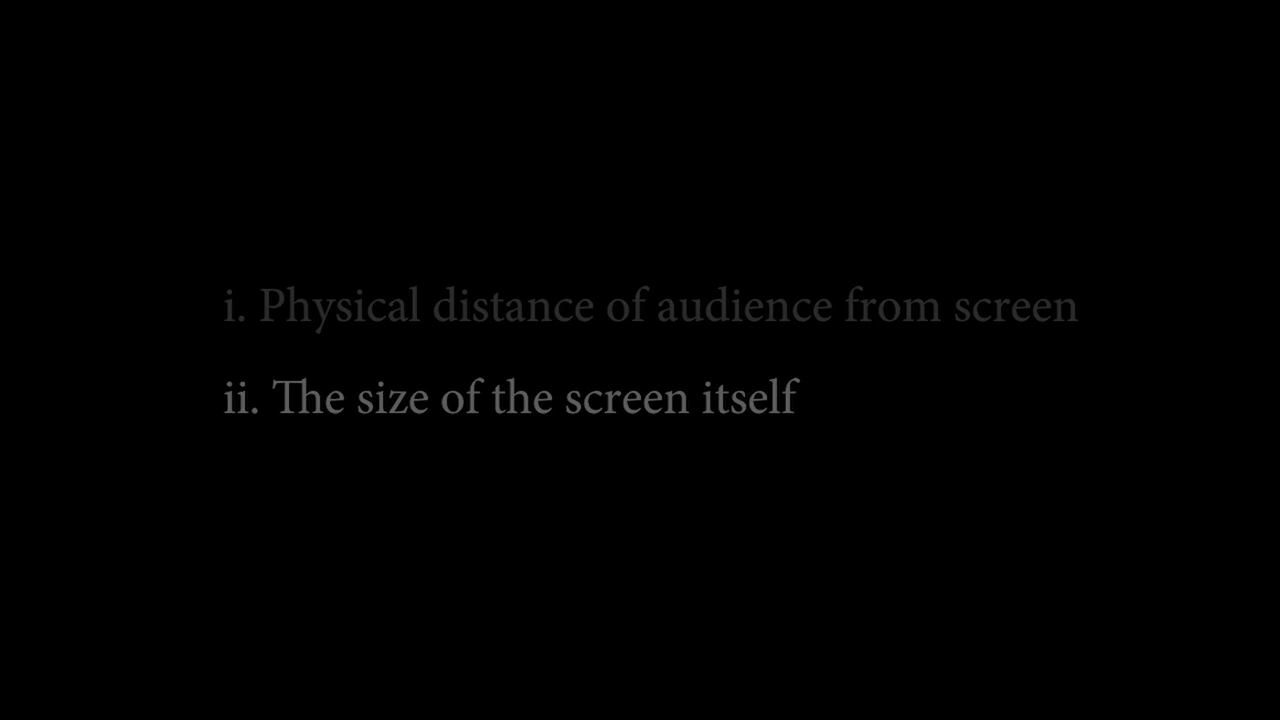 i. Physical distance of audience from screen
ii. The size of the screen itself